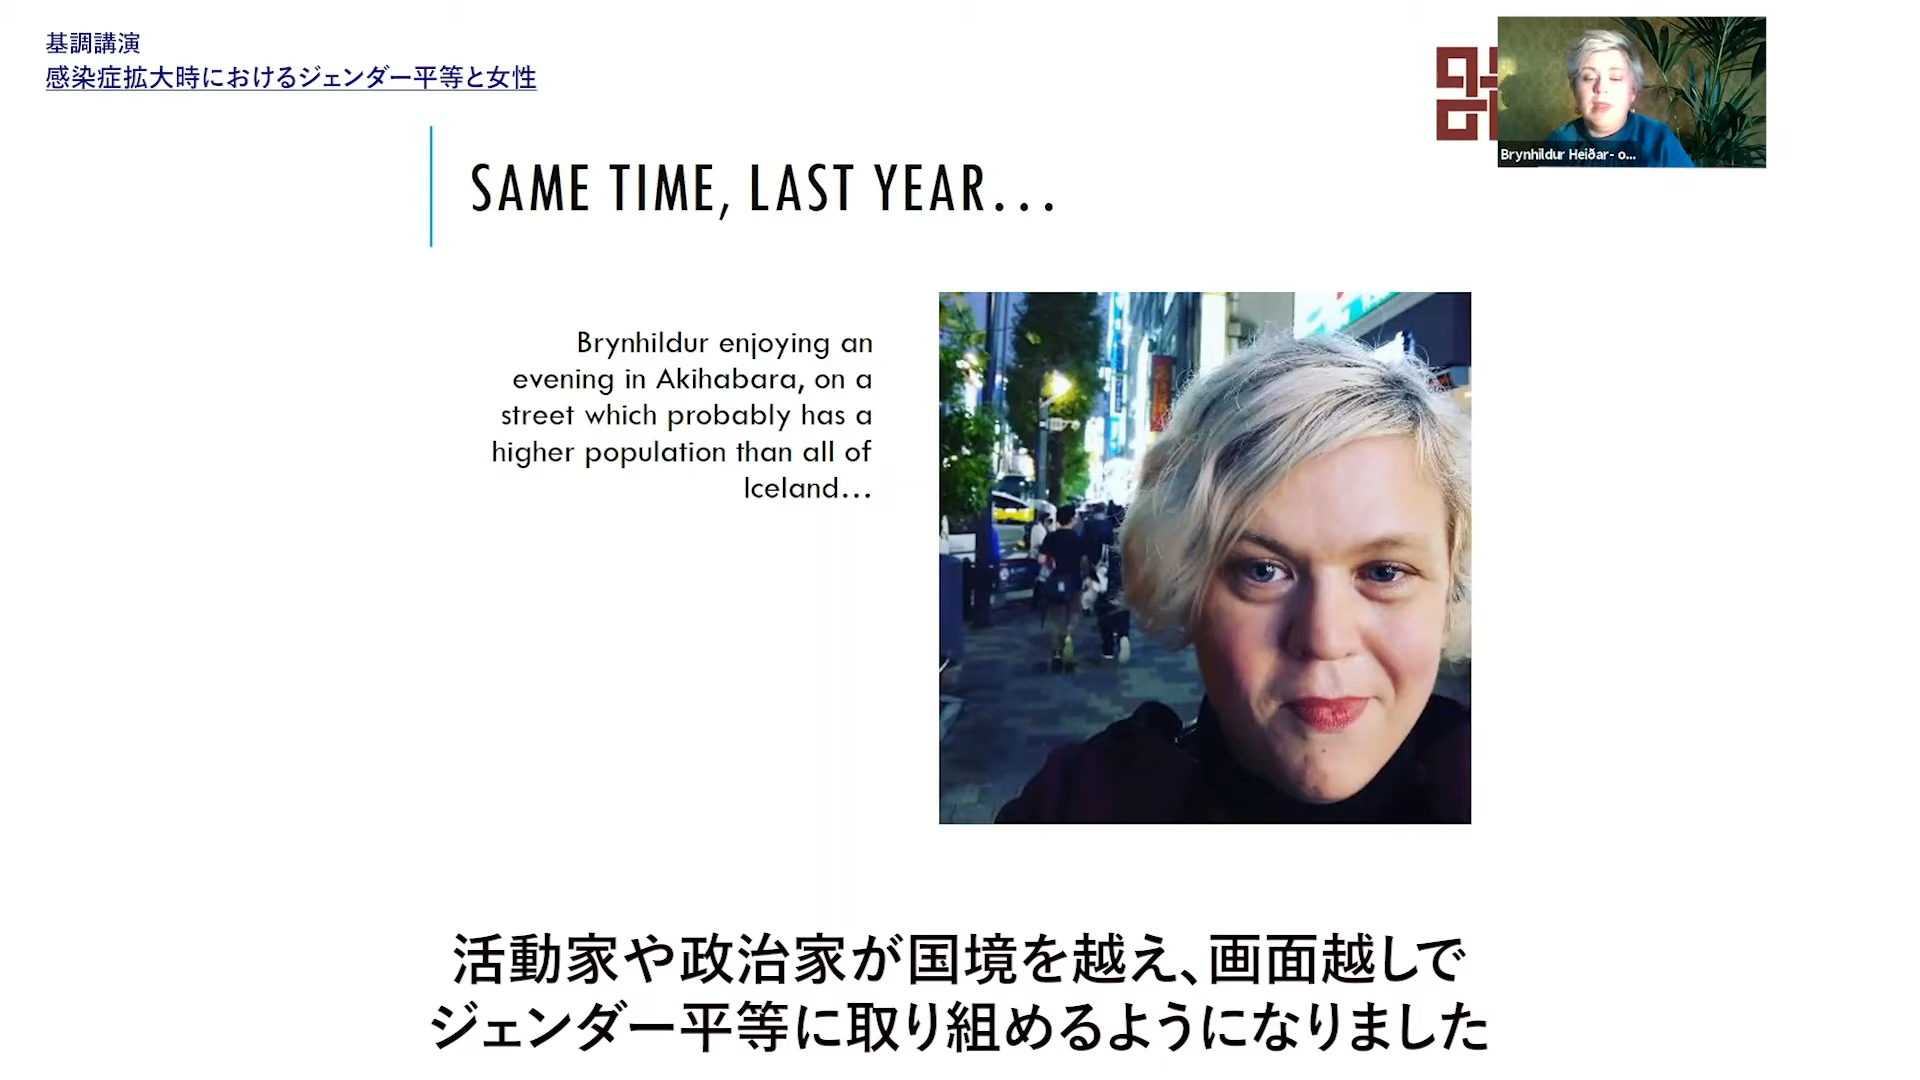 基調講演
感染症拡大時におけるジェンダー平等と女性
SAME TIME, LAST YEAR...
Brynhildur Heiðar- o...
Brynhildur enjoying an
evening in Akihabara, on a
street which probably has a
higher population than all of
Iceland...
活動家や政治家が国境を越え、画面越しで
ジェンダー平等に取り組めるようになりました